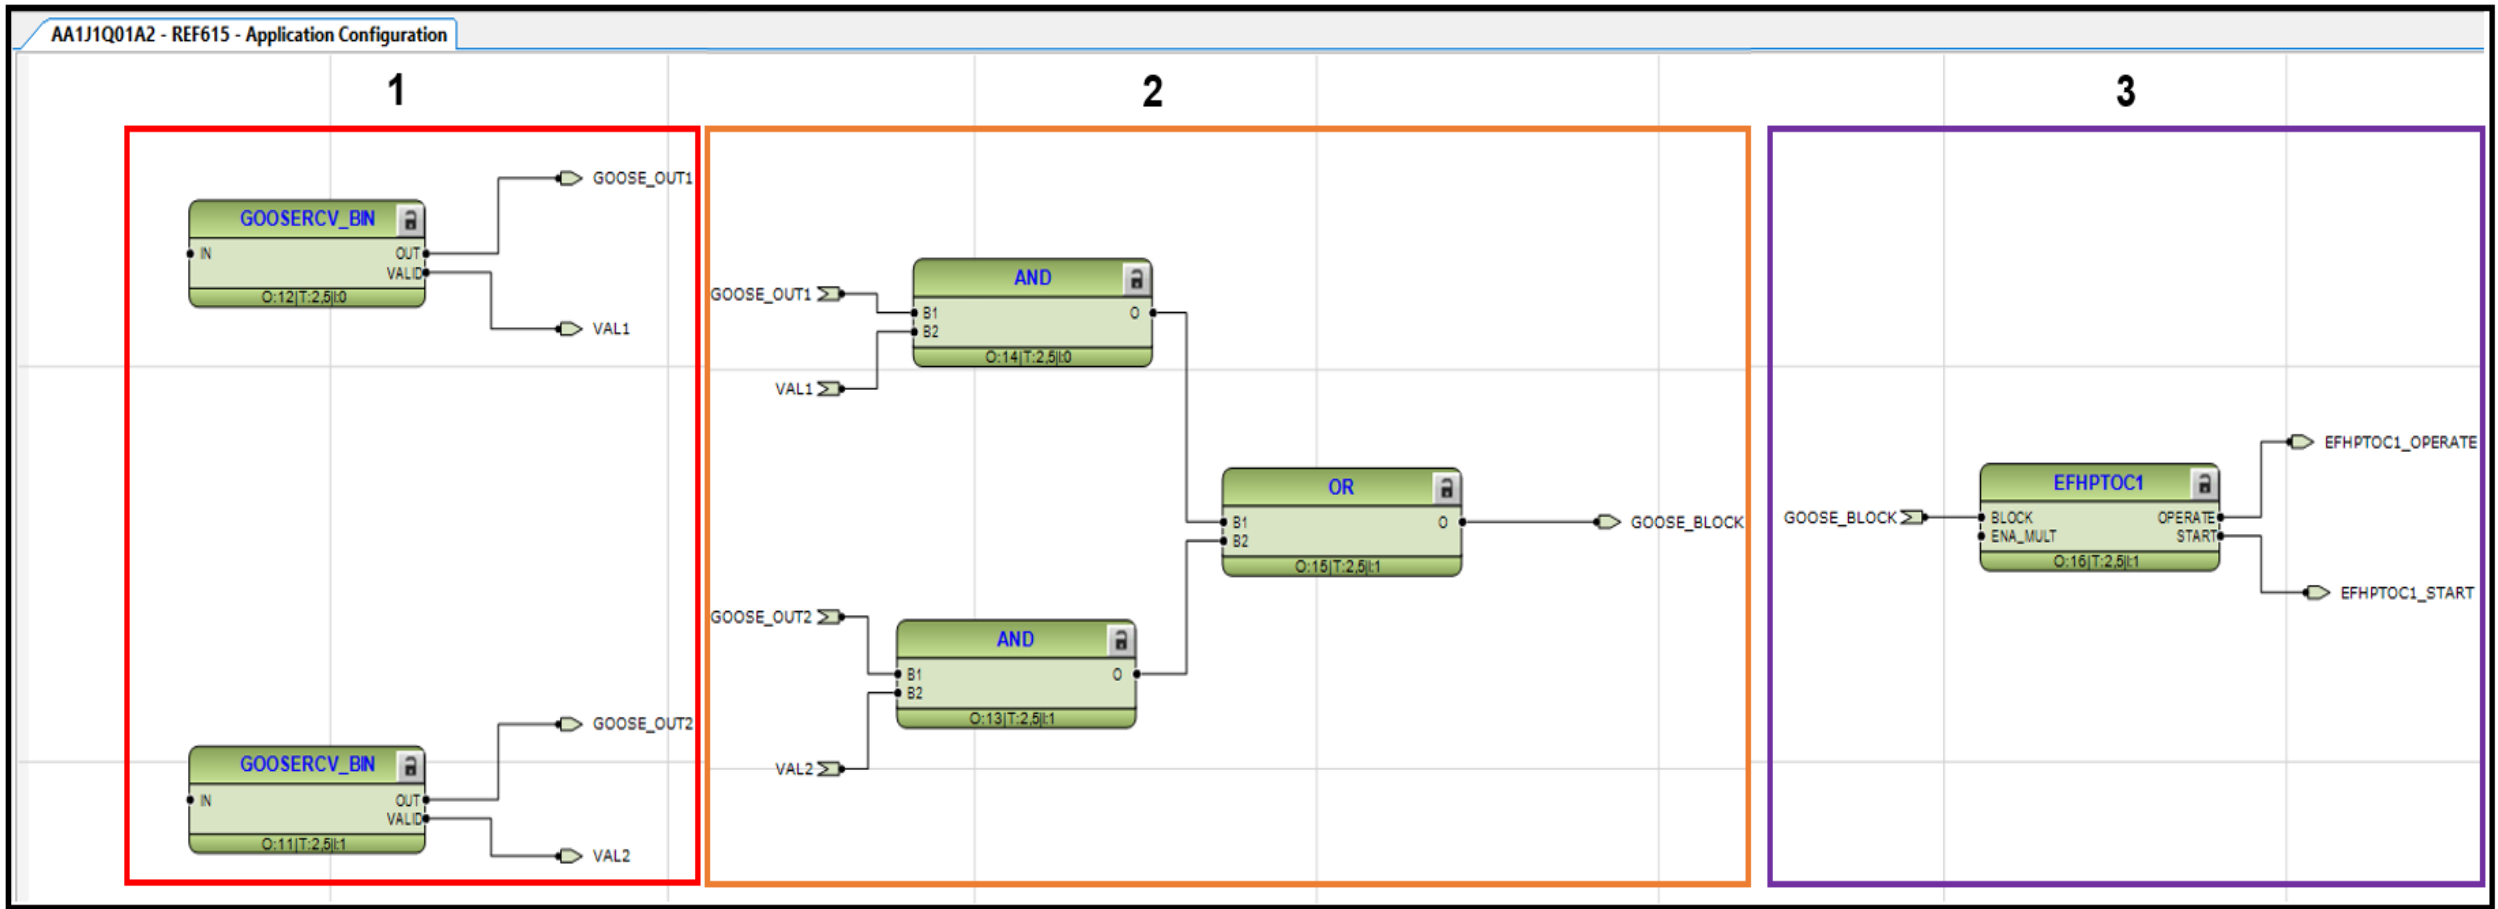 AA1J1Q01A2 - REF615 - Application Configuration
1
GOOSE_OUT1
GOOSERCV_BIN
IN
OUT
VALID
O:12|T:2,5|I:0
VAL1
GOOSE_OUT2
GOOSERCV_BIN
IN
OUT
VALID
O:11|T:2,5|I:1
VAL2
2
GOOSE_OUT1
VAL1
AND
B1
O
B2
O:14|T:2,5|I:0
GOOSE_OUT2
VAL2
AND
B1
O
B2
O:13|T:2,5|I:1
OR
B1
O
B2
O:15|T:2,5|I:1
GOOSE_BLOCK
3
GOOSE_BLOCK
EFHPTOC1
BLOCK
OPERATE
ENA_MULT
START
O:16|T:2,5|I:1
EFHPTOC1_OPERATE
EFHPTOC1_START